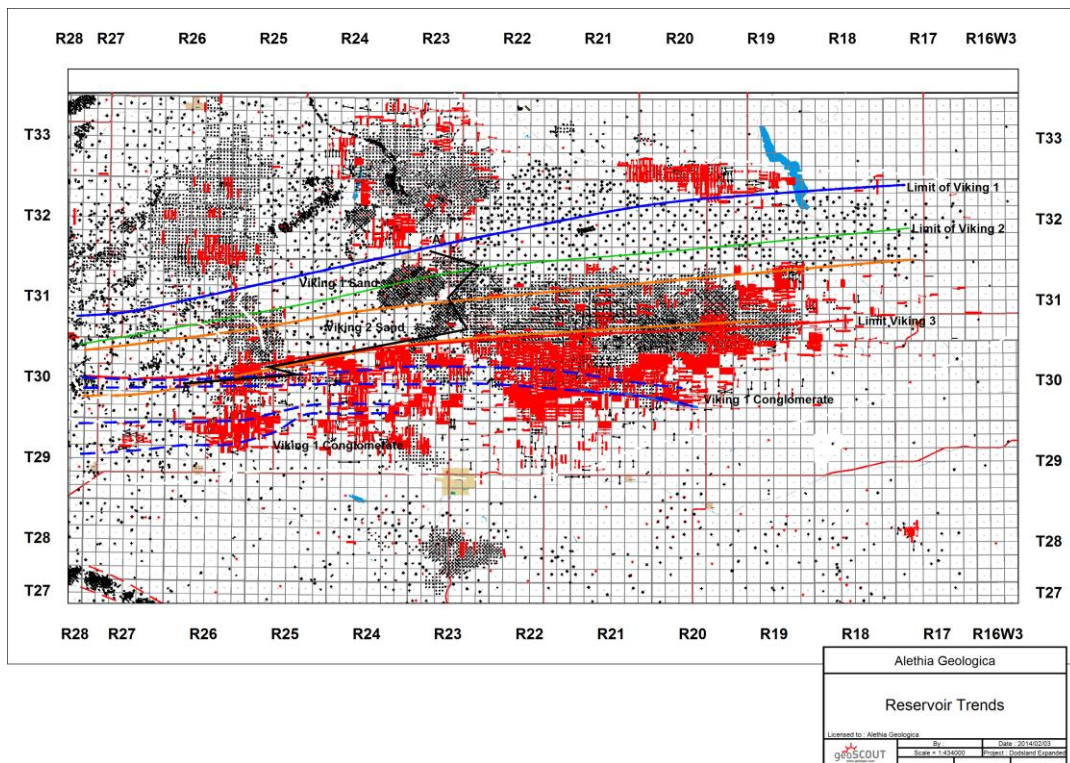 R28 R27 R26 R25 R24 R23 R22 R21 R20 R19 R18 R17 R16W3
T33 T33
Limit of Viking 1
T32 T32
Limit of Viking 2
Viking 1 Sand
T31 T31
Viking 2 Sand
Limit Viking 3
T30 T30
Viking 1 Conglomerate
Viking 1 Conglomerate
T29 T29
T28 T28
T27 T27
R28 R27 R26 R25 R24 R23 R22 R21 R20 R19 R18 R17 R16W3
Alethia Geologica
Reservoir Trends
Licensed to : Alethia Geologica
geoSCOUT
www.geologic.com
By :
Date : 2014/02/03
Scale = 1:434000
Project : Dodsland Expanded